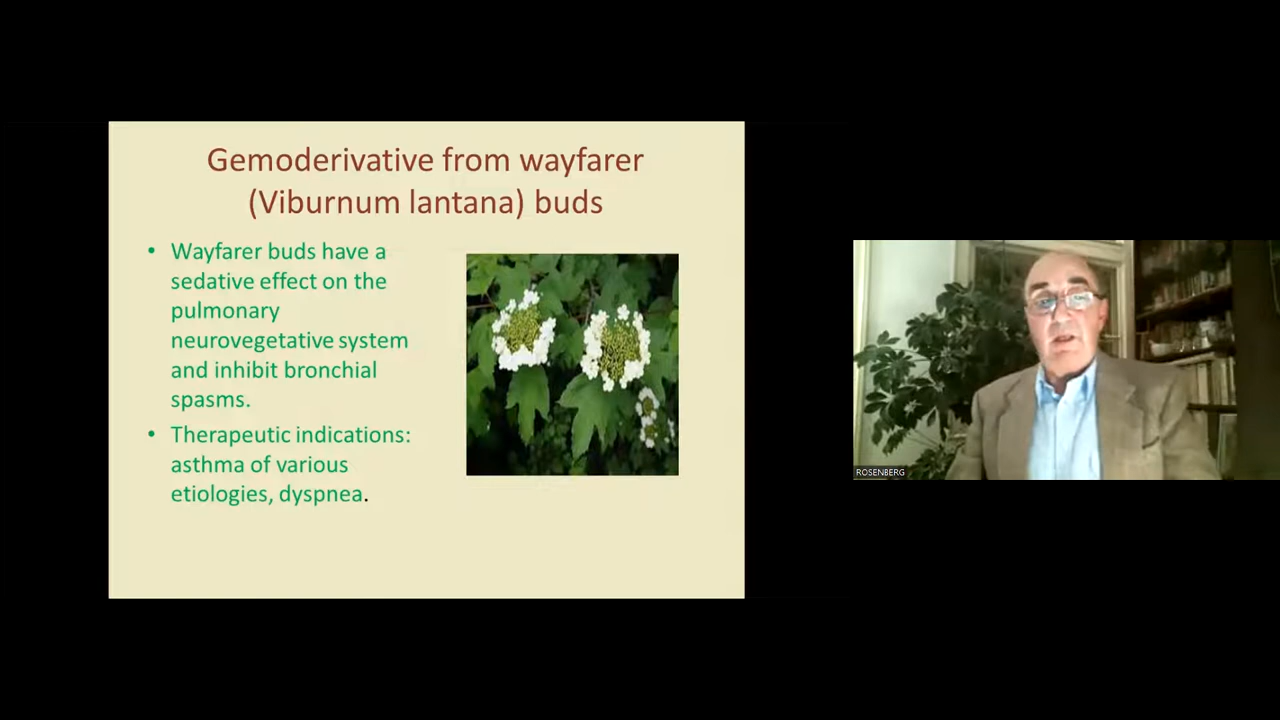 Gemoderivative from wayfarer
(Viburnum lantana) buds
• Wayfarer buds have a
sedative effect on the
pulmonary
neurovegetative system
and inhibit bronchial
spasms.
• Therapeutic indications:
asthma of various
etiologies, dyspnea.
ROSENBERG